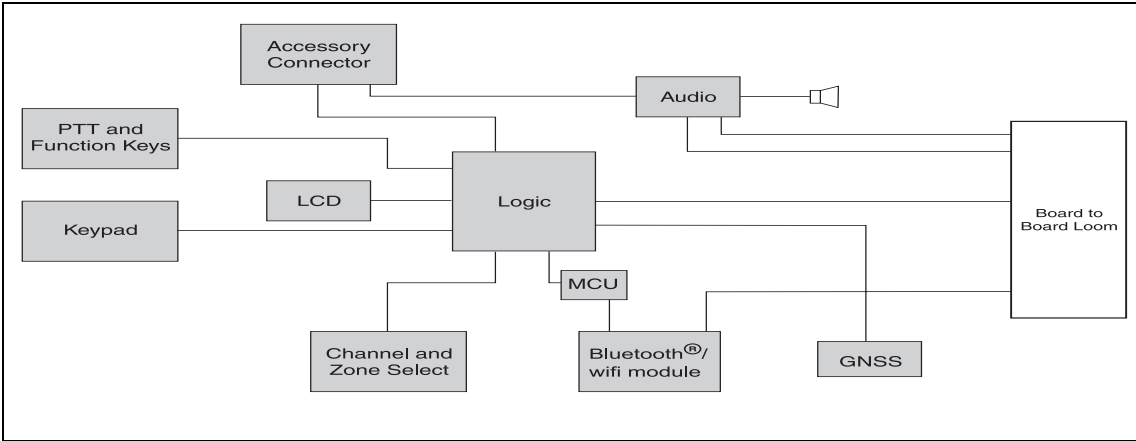 Accessory
Connector
Audio
PTT and
Function Keys
LCD
Logic
Keypad
Board to
Board Loom
MCU
Channel and
Zone Select
Bluetooth®/
wifi module
GNSS